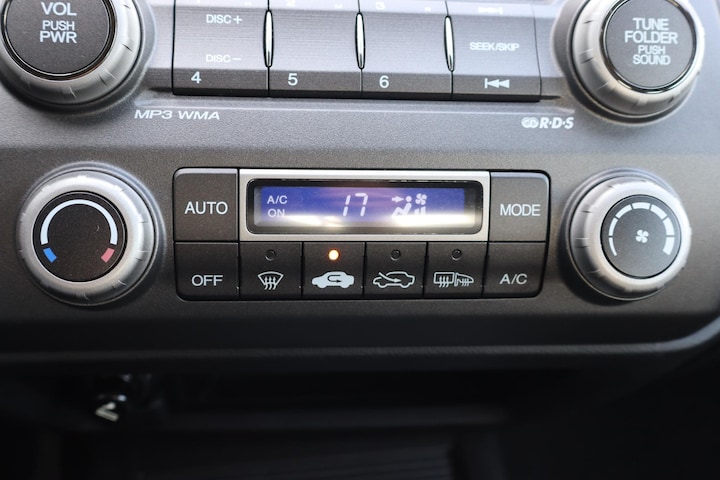 VOL
PUSH
PWR
DISC+
DISC−
4
5
6
SEEK/SKIP
TUNE
FOLDER
PUSH
SOUND
MP3 WMA
R·D·S
AUTO
A/C
ON
17
MODE
OFF
A/C